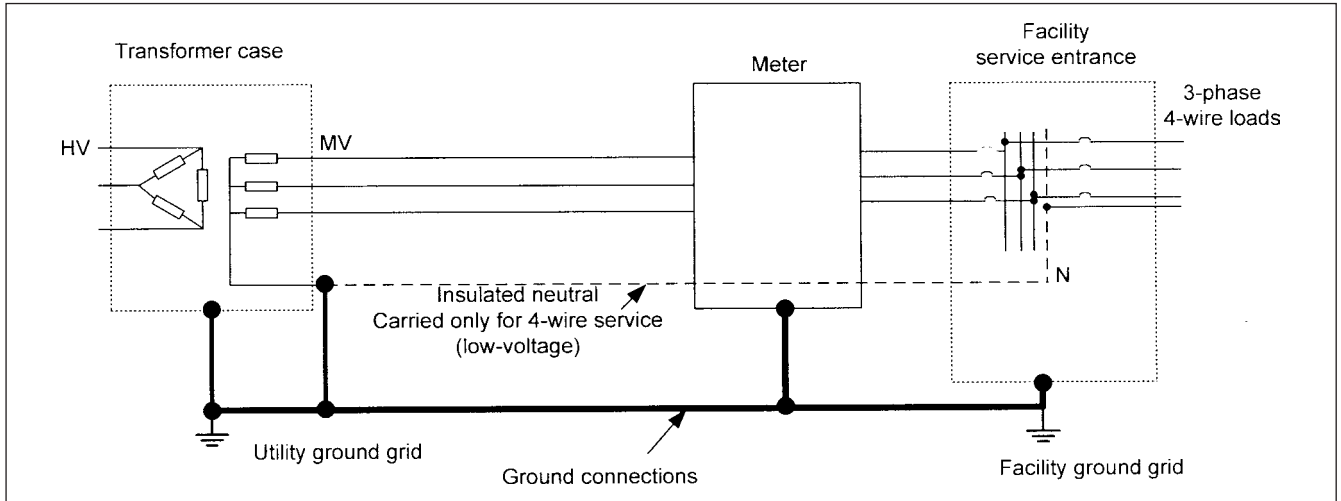 Transformer case
Facility
service entrance
Meter
3-phase
4-wire loads
HV
MV
N
Insulated neutral
Carried only for 4-wire service
(low-voltage)
Utility ground grid
Ground connections
Facility ground grid